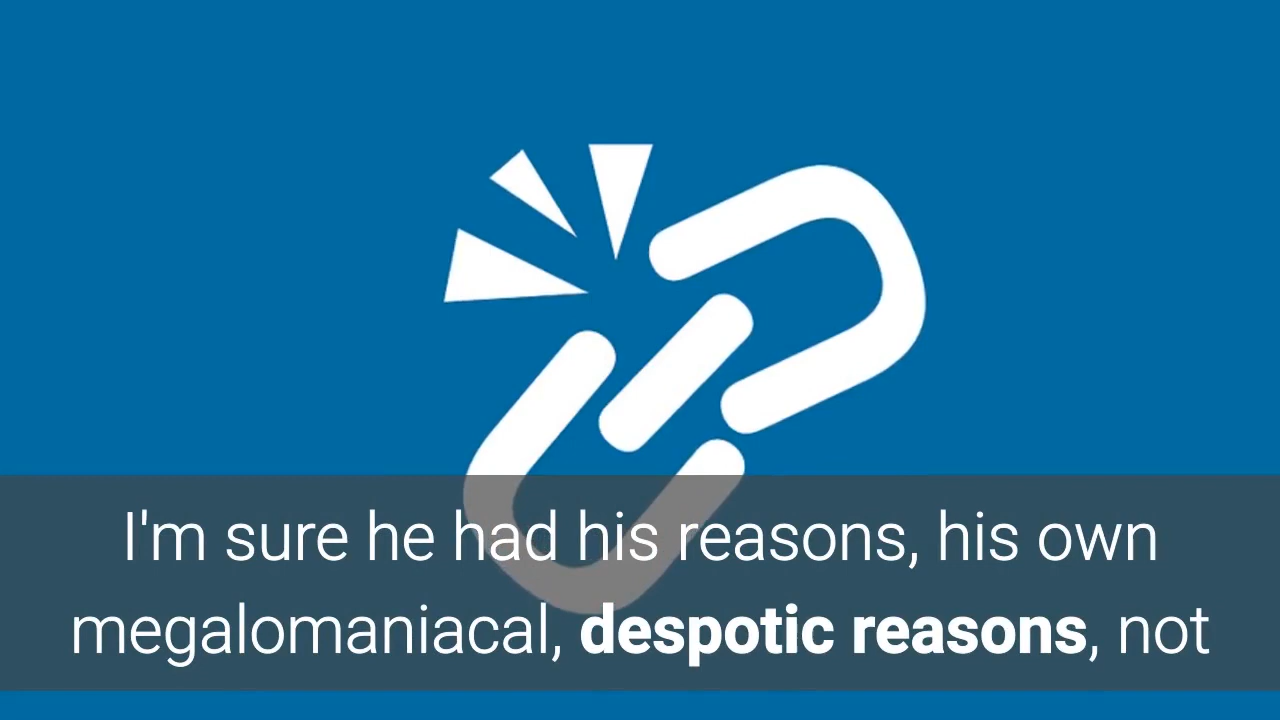 I'm sure he had his reasons, his own
megalomaniacal, despotic reasons, not